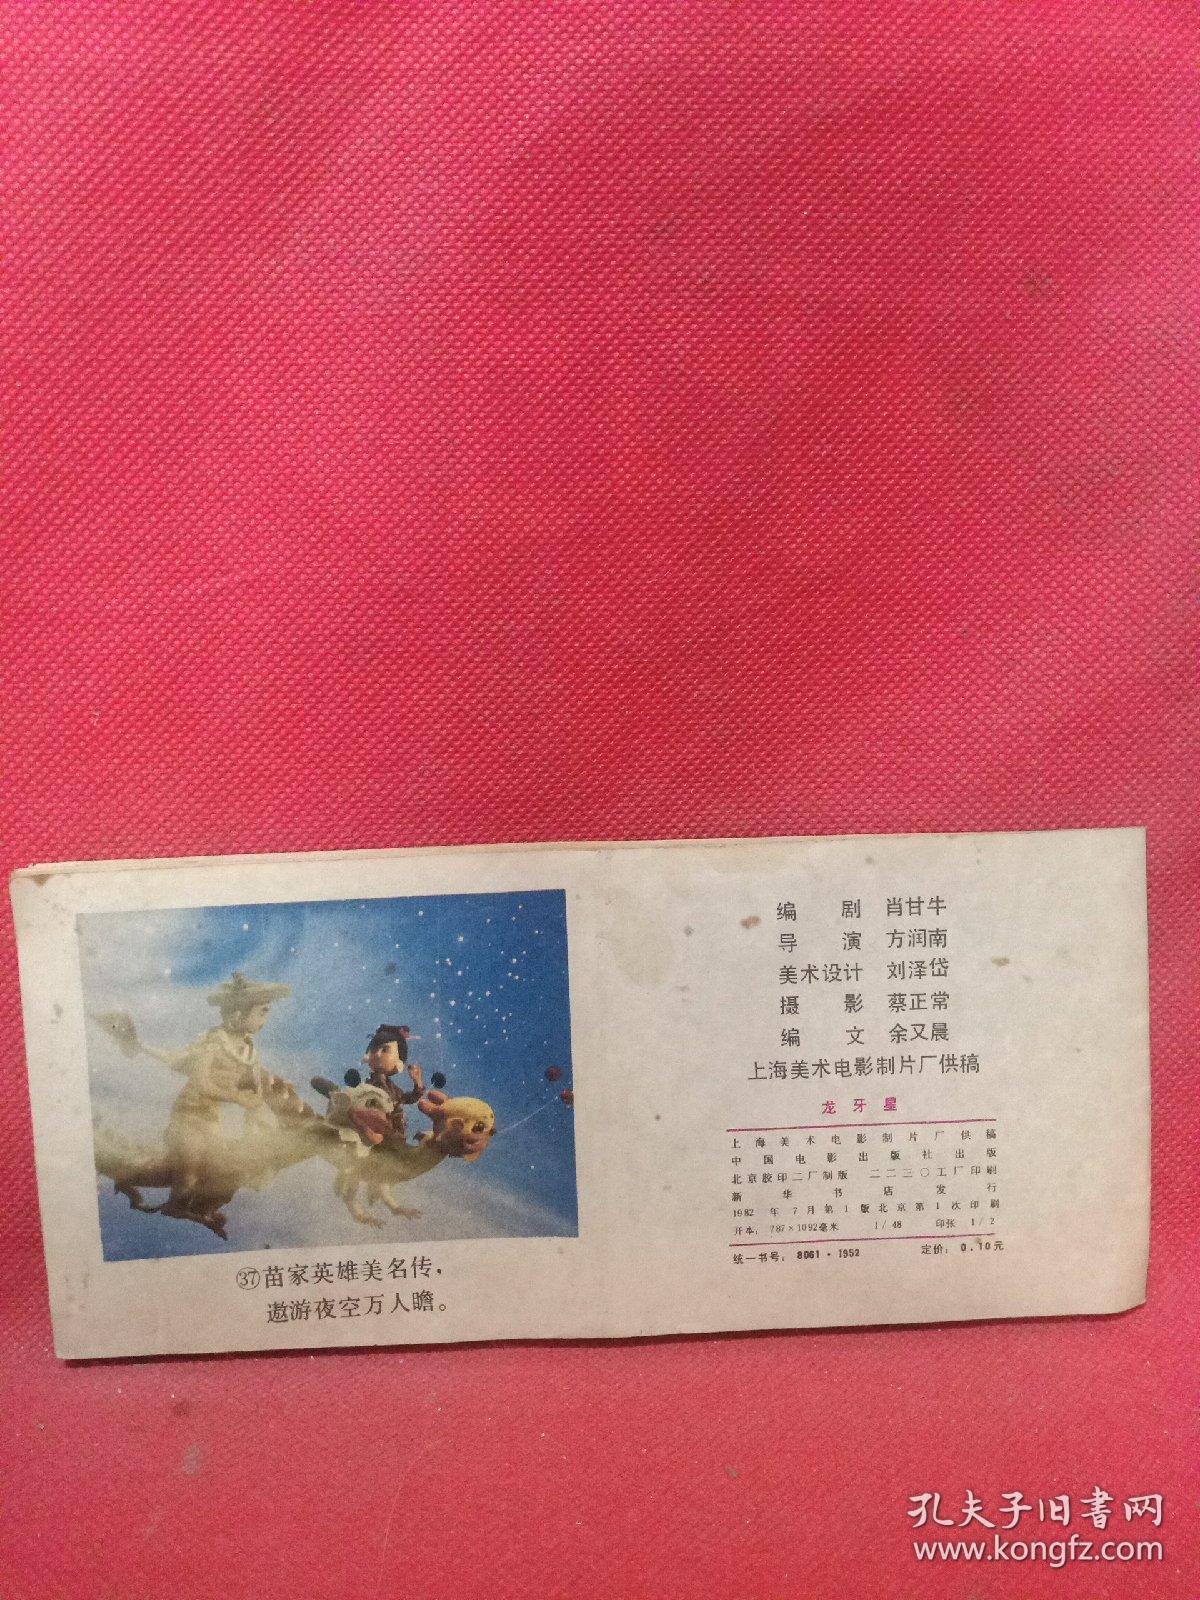 ㊲苗家英雄美名传，
遨游夜空万人瞻。
编　剧　肖甘牛
导　演　方润南
美术设计　刘泽岱
摄　影　蔡正常
编　文　余又晨
上海美术电影制片厂供稿
龙牙星
上海美术电影制片厂供稿
中国电影出版社出版
北京胶印二厂制版　二二三〇工厂印刷
新华书店发行
1982年7月第1版北京第1次印刷
开本：787×1092毫米　1/48　印张　1/2
统一书号：8061·1952　定价：0.10元
孔夫子旧书网
www.kongfz.com